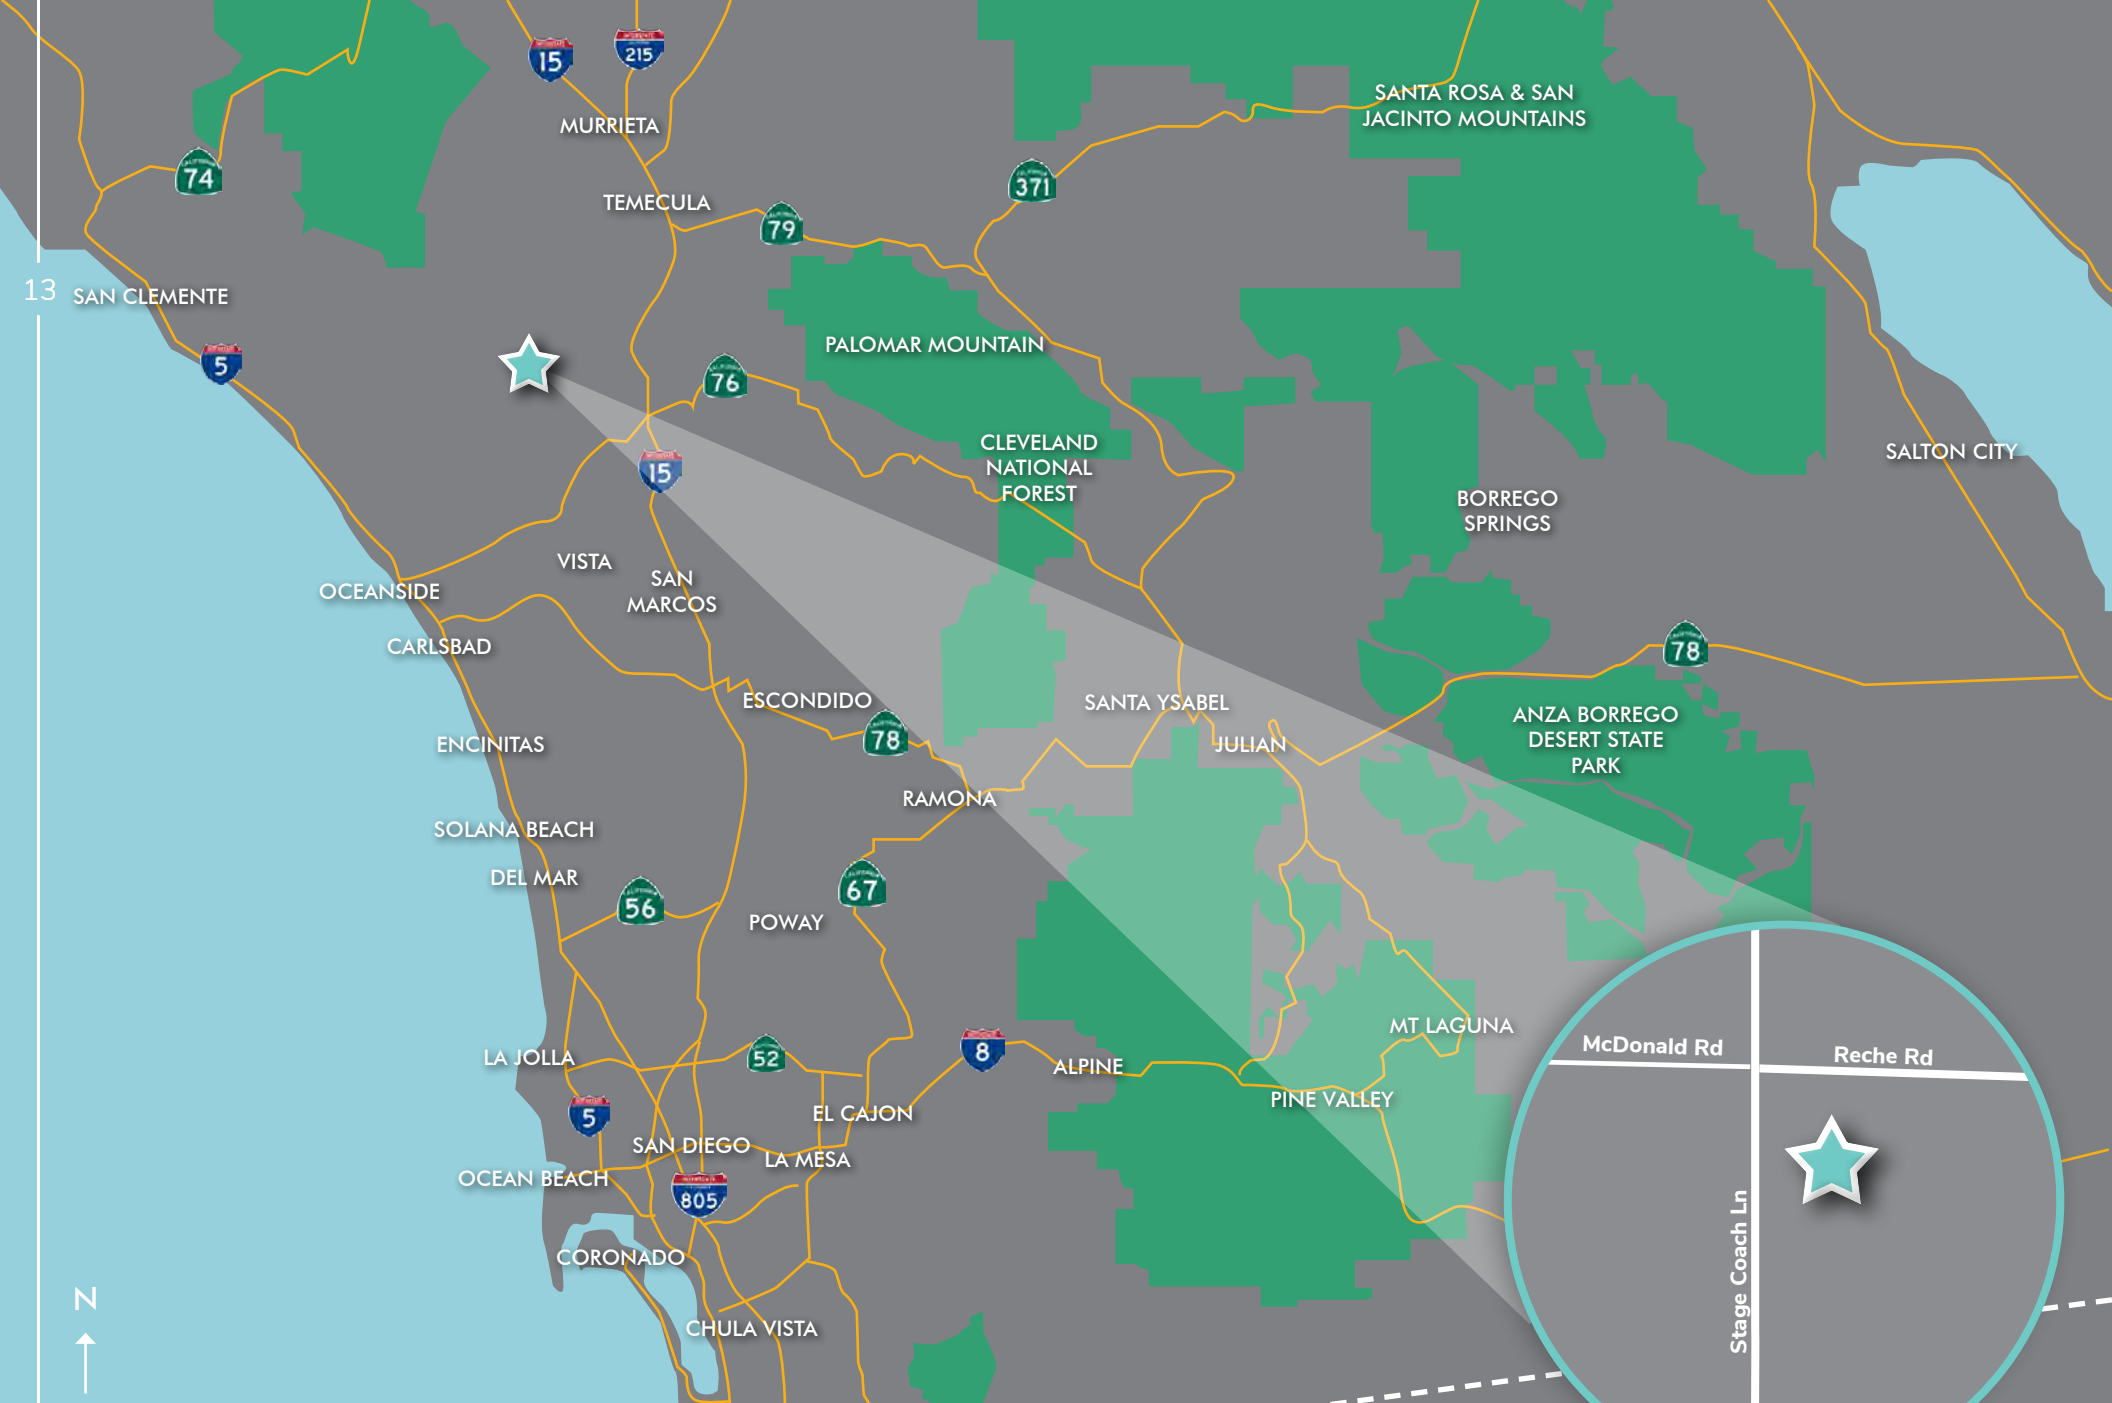 15
215
MURRIETA
SANTA ROSA & SAN
JACINTO MOUNTAINS
74
371
TEMECULA
79
13
SAN CLEMENTE
5
PALOMAR MOUNTAIN
76
CLEVELAND
NATIONAL
FOREST
15
SALTON CITY
BORREGO
SPRINGS
VISTA
SAN
MARCOS
OCEANSIDE
CARLSBAD
78
ESCONDIDO
SANTA YSABEL
78
JULIAN
ANZA BORREGO
DESERT STATE
PARK
ENCINITAS
RAMONA
SOLANA BEACH
DEL MAR
56
67
POWAY
MT LAGUNA
LA JOLLA
52
8
ALPINE
PINE VALLEY
5
EL CAJON
SAN DIEGO
LA MESA
OCEAN BEACH
805
CORONADO
CHULA VISTA
N
McDonald Rd
Reche Rd
Stage Coach Ln